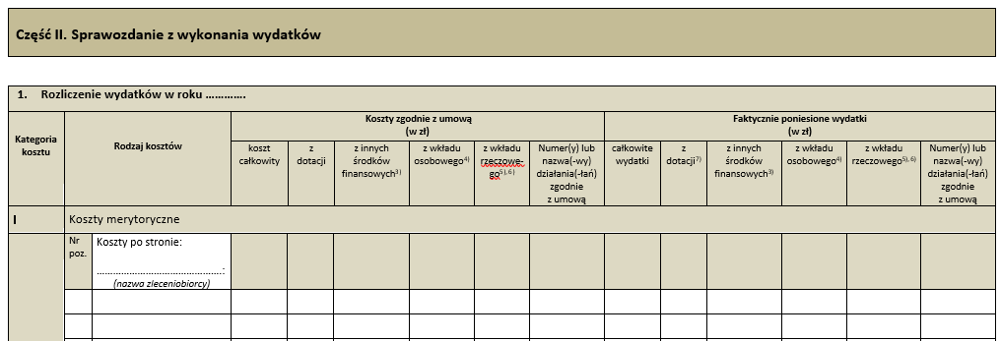 Część II. Sprawozdanie z wykonania wydatków
1. Rozliczenie wydatków w roku ………….
Kategoria
kosztu
Rodzaj kosztów
Koszty zgodnie z umową
(w zł)
Faktycznie poniesione wydatki
(w zł)
koszt
całkowity
z
dotacji
z innych
środków
finansowych3)
z wkładu
osobowego4)
z wkładu
rzeczowe-
go5), 6)
Numer(y) lub
nazwa(-wy)
działania(-łań)
zgodnie
z umową
całkowite
wydatki
z
dotacji7)
z innych
środków
finansowych3)
z wkładu
osobowego4)
z wkładu
rzeczowego5), 6)
Numer(y) lub
nazwa(-wy)
działania(-łań)
zgodnie
z umową
I
Koszty merytoryczne
Nr
poz.
Koszty po stronie:
…………………………………….:
(nazwa zleceniobiorcy)